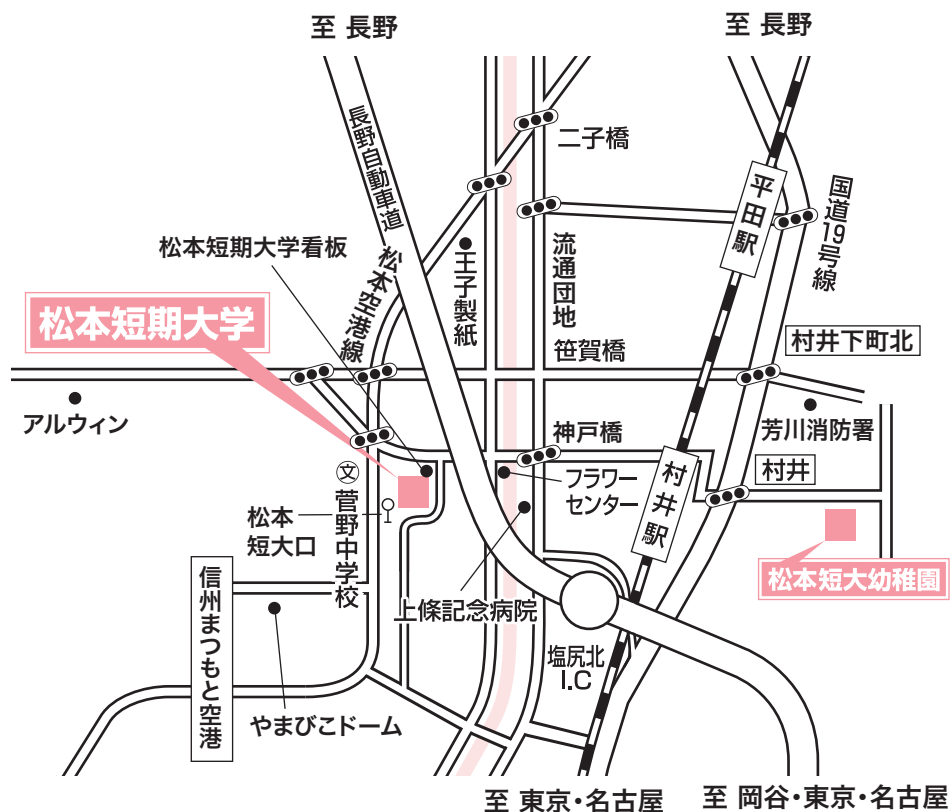 至 長野
至 長野
長野自動車道
二子橋
平田駅
国道19号線
松本短期大学看板
松本空港線
王子製紙
流通団地
松本短期大学
笹賀橋
村井下町北
アルウィン
芳川消防署
神戸橋
村井
文
菅野中学校
フラワー
センター
村井駅
松本
短大口
松本短大幼稚園
信州まつもと空港
上條記念病院
塩尻北
I.C
やまびこドーム
至 東京・名古屋
至 岡谷・東京・名古屋